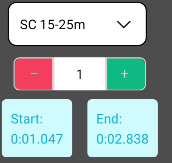 SC 15-25m
− 1 +
Start: End:
0:01.047 0:02.838